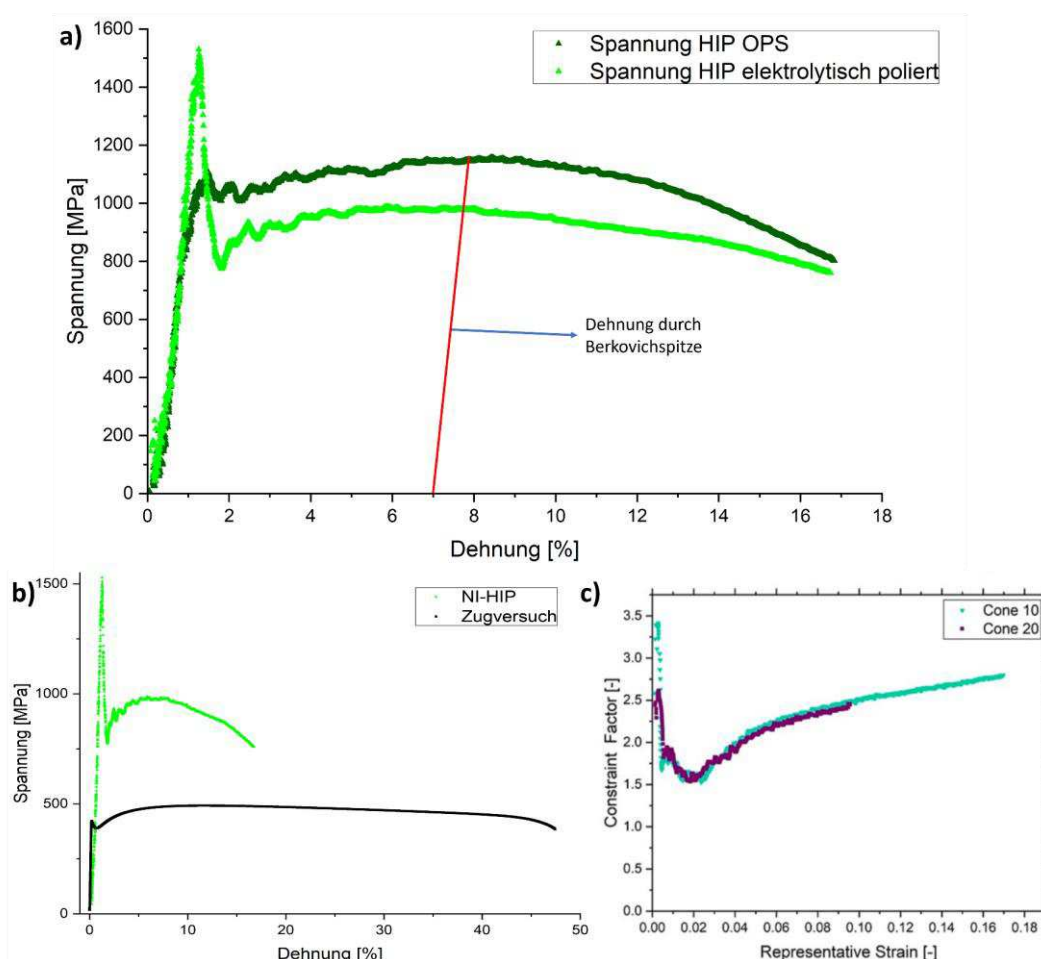 a)
1600
1400
1200
1000
800
600
400
200
0
Spannung [MPa]
Spannung HIP OPS
Spannung HIP elektrolytisch poliert
Dehnung durch
Berkovichspitze
0 2 4 6 8 10 12 14 16 18
Dehnung [%]
b)
1500
1000
500
0
Spannung [MPa]
NI-HIP
Zugversuch
0 10 20 30 40 50
Dehnung [%]
c)
3.5
3.0
2.5
2.0
1.5
1.0
0.5
0.0
Constraint Factor [-]
Cone 10
Cone 20
0.00 0.02 0.04 0.06 0.08 0.10 0.12 0.14 0.16 0.18
Representative Strain [-]